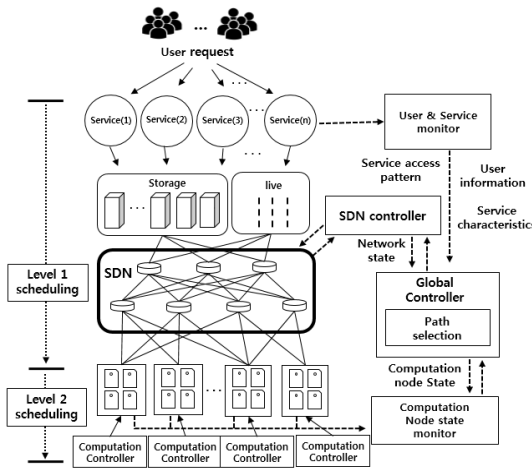 User request
Service(1)
Service(2)
Service(3)
Service(n)
User & Service
monitor
Service access
pattern
User
information
Service
characteristics
Storage
live
SDN controller
Network
state
SDN
Level 1
scheduling
Global
Controller
Path
selection
Computation
node State
Level 2
scheduling
Computation
Node state
monitor
Computation
Controller
Computation
Controller
Computation
Controller
Computation
Controller